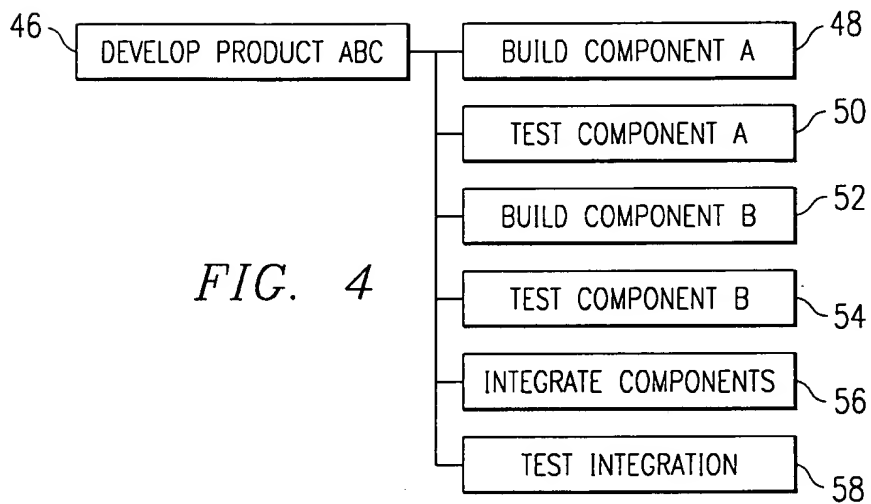 46 DEVELOP PRODUCT ABC BUILD COMPONENT A 48
TEST COMPONENT A 50
BUILD COMPONENT B 52
FIG. 4
TEST COMPONENT B 54
INTEGRATE COMPONENTS 56
TEST INTEGRATION 58